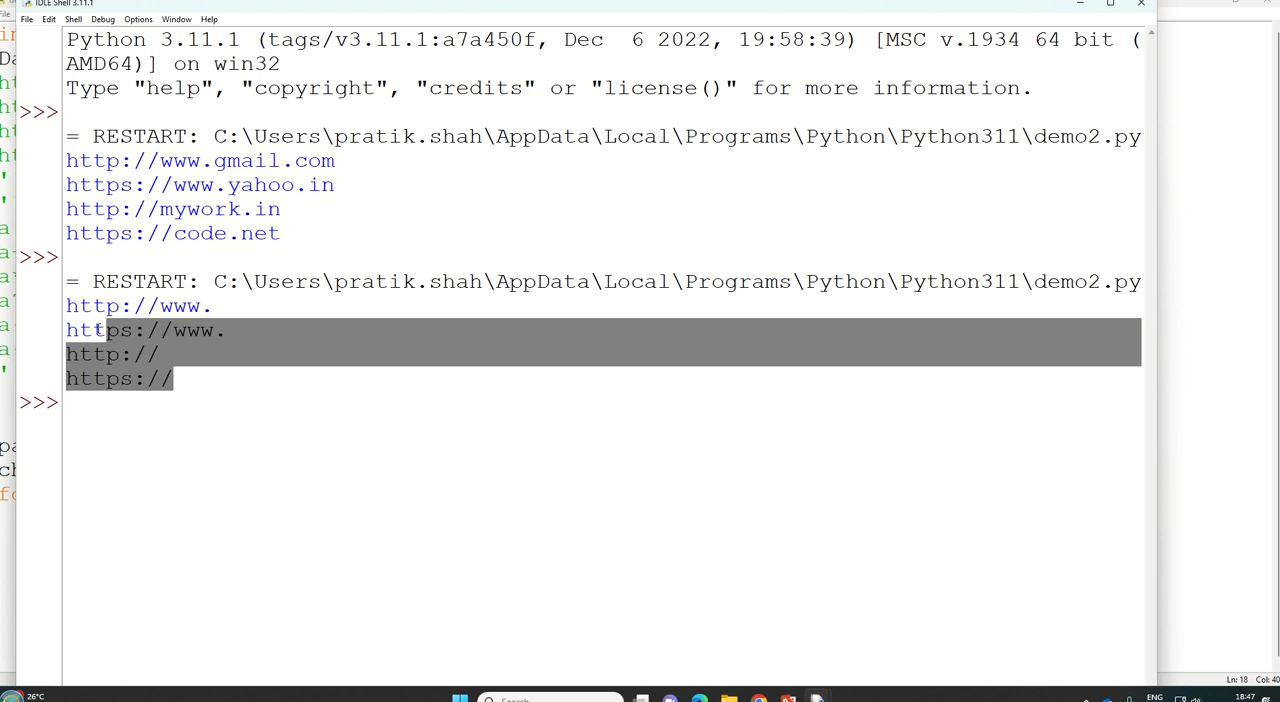 IDLE Shell 3.11.1
File Edit Shell Debug Options Window Help
Python 3.11.1 (tags/v3.11.1:a7a450f, Dec  6 2022, 19:58:39) [MSC v.1934 64 bit (
AMD64)] on win32
Type "help", "copyright", "credits" or "license()" for more information.
>>>
= RESTART: C:\Users\pratik.shah\AppData\Local\Programs\Python\Python311\demo2.py
http://www.gmail.com
https://www.yahoo.in
http://mywork.in
https://code.net
>>>
= RESTART: C:\Users\pratik.shah\AppData\Local\Programs\Python\Python311\demo2.py
http://www.
https://www.
http://
https://
>>>
Ln: 18 Col: 40
26°C Search ENG 18:47